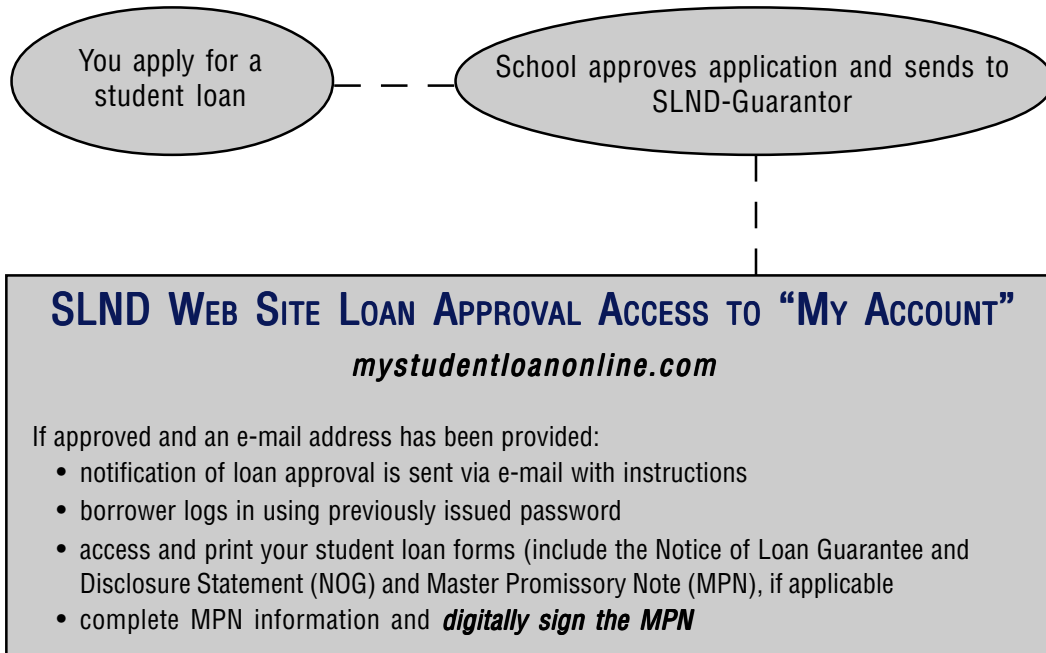 You apply for a
student loan
School approves application and sends to
SLND-Guarantor
SLND WEB SITE LOAN APPROVAL ACCESS TO “MY ACCOUNT”
mystudentloanonline.com
If approved and an e-mail address has been provided:
• notification of loan approval is sent via e-mail with instructions
• borrower logs in using previously issued password
• access and print your student loan forms (include the Notice of Loan Guarantee and
Disclosure Statement (NOG) and Master Promissory Note (MPN), if applicable
• complete MPN information and digitally sign the MPN